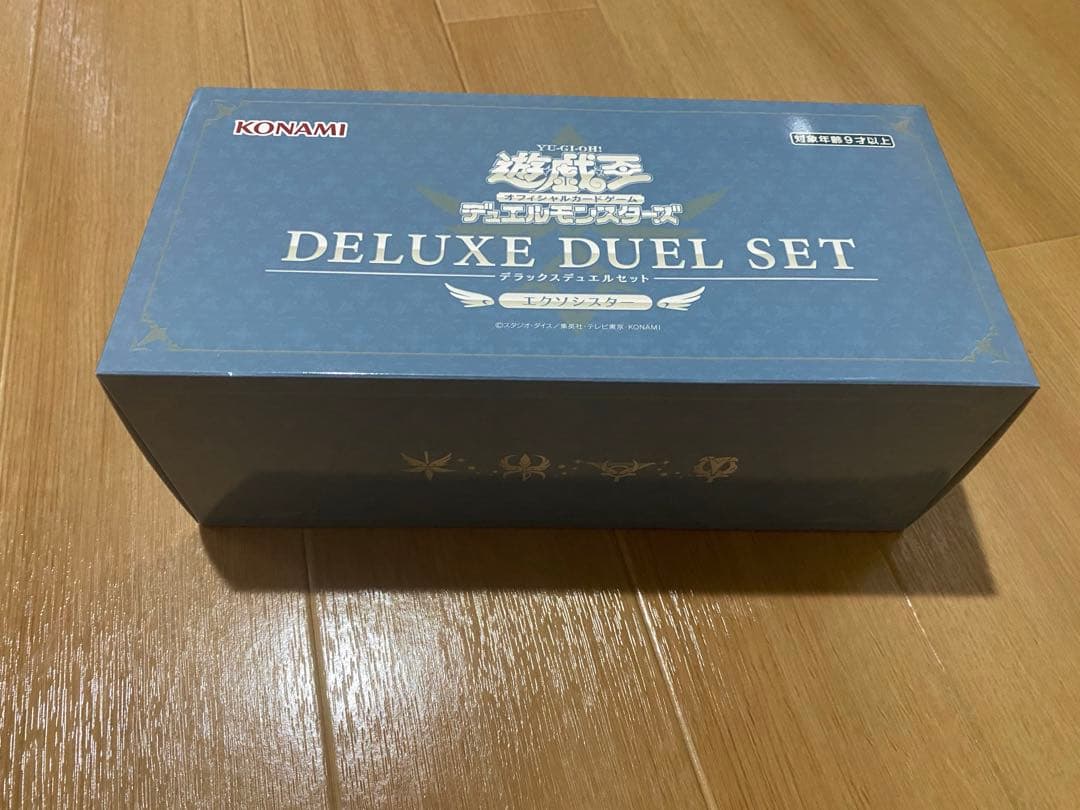 KONAMI
対象年齢9才以上
YU-GI-OH!
遊戯王
オフィシャルカードゲーム
デュエルモンスターズ
DELUXE DUEL SET
デラックスデュエルセット
エクソシスター
©スタジオ・ダイス/集英社・テレビ東京・KONAMI